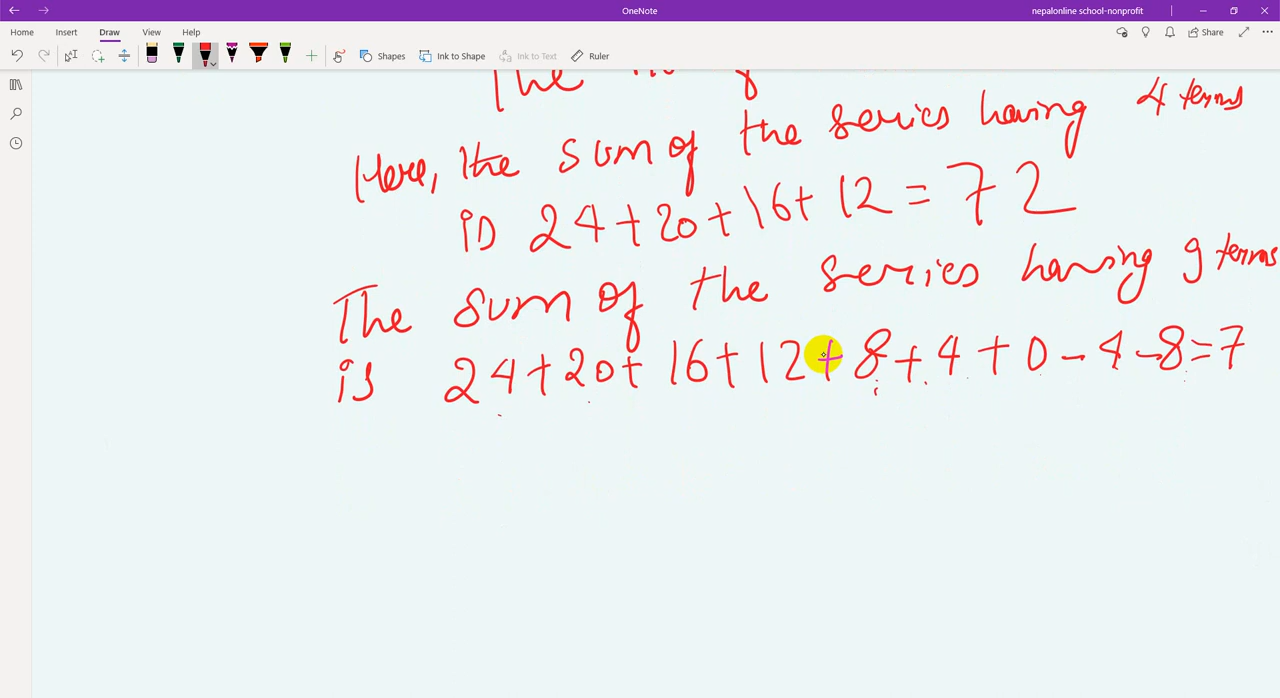 OneNote
nepalonline school-nonprofit
Home Insert Draw View Help
Share
Shapes Ink to Shape Ink to Text Ruler
The
Here, the sum of the series having 4 terms
is 24+20+16+12=72
The sum of the series having 9 terms
is 24+20+16+12+8+4+0-4-8=7